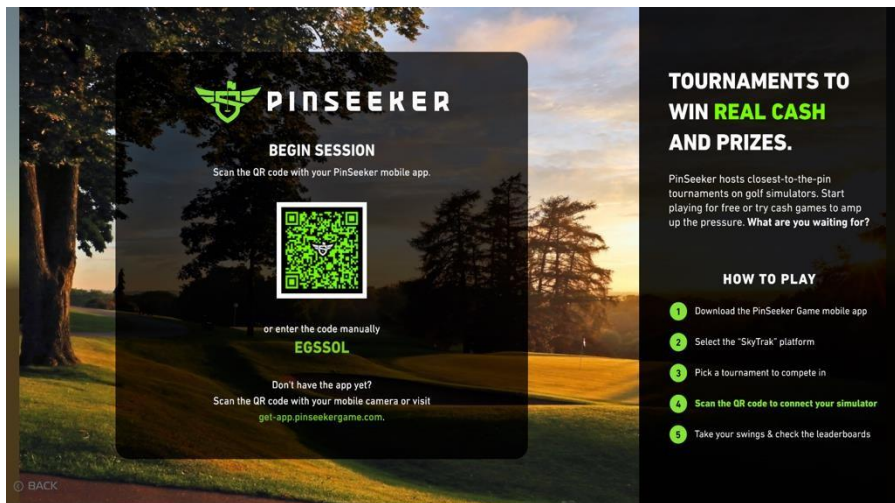 PINSEEKER
BEGIN SESSION
Scan the QR code with your PinSeeker mobile app.
or enter the code manually
EGSSOL
Don't have the app yet?
Scan the QR code with your mobile camera or visit
get-app.pinseekergame.com.
BACK
TOURNAMENTS TO
WIN REAL CASH
AND PRIZES.
PinSeeker hosts closest-to-the-pin
tournaments on golf simulators. Start
playing for free or try cash games to amp
up the pressure. What are you waiting for?
HOW TO PLAY
1 Download the PinSeeker Game mobile app
2 Select the "SkyTrak" platform
3 Pick a tournament to compete in
4 Scan the QR code to connect your simulator
5 Take your swings & check the leaderboards